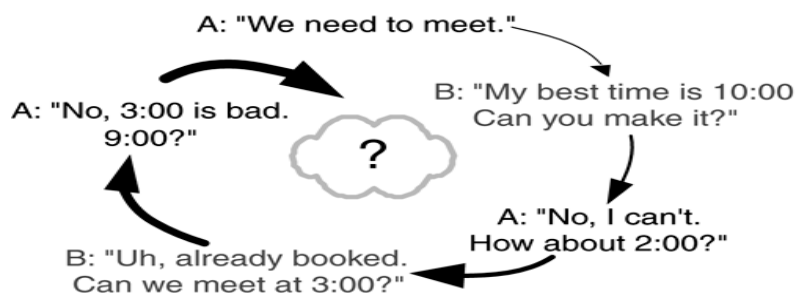 A: "We need to meet."
B: "My best time is 10:00
Can you make it?"
A: "No, I can't.
How about 2:00?"
B: "Uh, already booked.
Can we meet at 3:00?"
A: "No, 3:00 is bad.
9:00?"
?